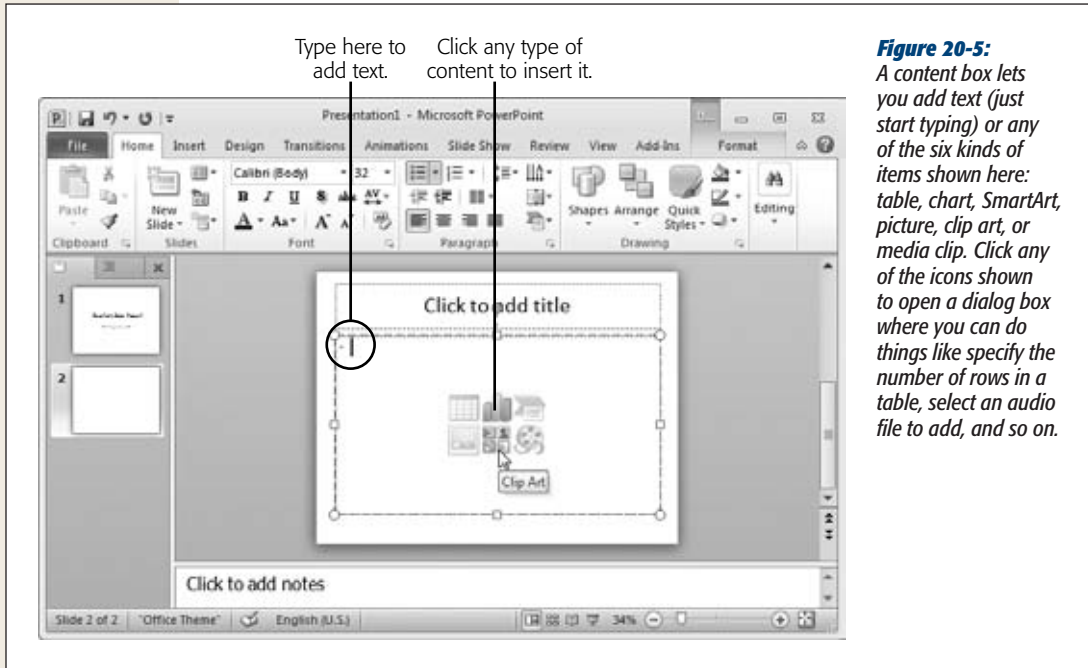 Type here to
add text.
Click any type of
content to insert it.
Presentation1 - Microsoft PowerPoint
File Home Insert Design Transitions Animations Slide Show Review View Add-Ins Format
Calibri (Body) 32
Paste
New
Slide
B I U S abc AV
A Aa A A
Shapes Arrange Quick
Styles
Editing
Clipboard Slides Font Paragraph Drawing
1
2
Click to add title
Clip Art
Click to add notes
Slide 2 of 2 "Office Theme" English (U.S.) 34%
Figure 20-5:
A content box lets
you add text (just
start typing) or any
of the six kinds of
items shown here:
table, chart, SmartArt,
picture, clip art, or
media clip. Click any
of the icons shown
to open a dialog box
where you can do
things like specify the
number of rows in a
table, select an audio
file to add, and so on.